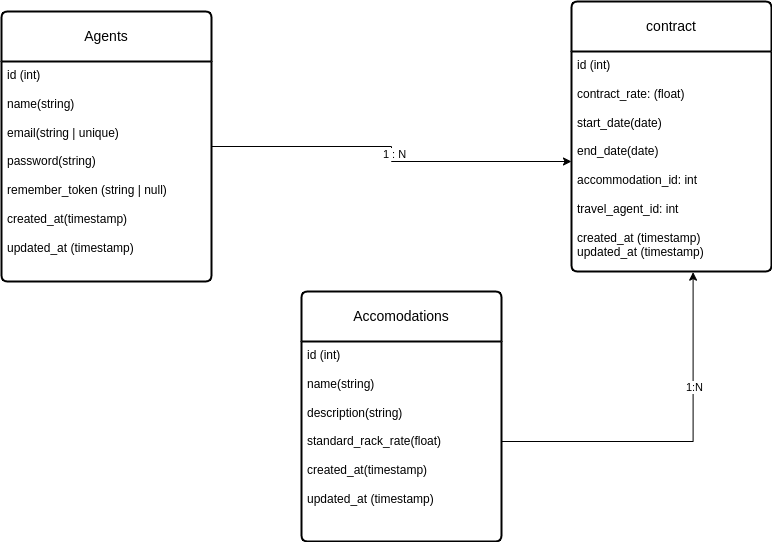 Agents
id (int)
name(string)
email(string | unique)
password(string)
remember_token (string | null)
created_at(timestamp)
updated_at (timestamp)
1 : N
contract
id (int)
contract_rate: (float)
start_date(date)
end_date(date)
accommodation_id: int
travel_agent_id: int
created_at (timestamp)
updated_at (timestamp)
Accomodations
id (int)
name(string)
description(string)
standard_rack_rate(float)
created_at(timestamp)
updated_at (timestamp)
1:N